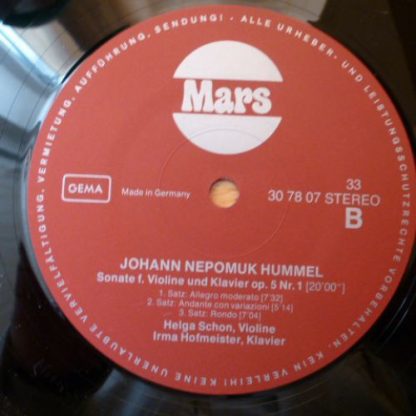 ALLE URHEBER- UND LEISTUNGSSCHUTZRECHTE VORBEHALTEN. KEIN VERLEIH! KEINE UNERLAUBTE VERVIELFÄLTIGUNG, VERMIETUNG, AUFFÜHRUNG, SENDUNG! -
Mars
GEMA
Made in Germany
33
30 78 07 STEREO
B
JOHANN NEPOMUK HUMMEL
Sonate f. Violine und Klavier op. 5 Nr. 1 [20'00"]
1. Satz: Allegro moderato [7'32]
2. Satz: Andante con variazioni [5'14]
3. Satz: Rondo [7'04]
Helga Schon, Violine
Irma Hofmeister, Klavier